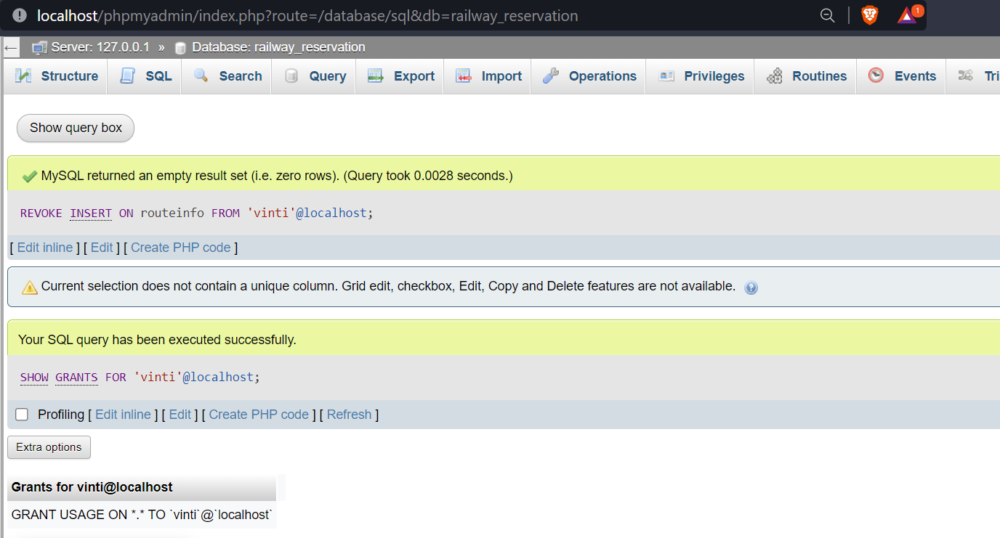 localhost/phpmyadmin/index.php?route=/database/sql&db=railway_reservation
1
Server: 127.0.0.1 » Database: railway_reservation
Structure SQL Search Query Export Import Operations Privileges Routines Events Tri
Show query box
MySQL returned an empty result set (i.e. zero rows). (Query took 0.0028 seconds.)
REVOKE INSERT ON routeinfo FROM 'vinti'@localhost;
[ Edit inline ] [ Edit ] [ Create PHP code ]
Current selection does not contain a unique column. Grid edit, checkbox, Edit, Copy and Delete features are not available.
Your SQL query has been executed successfully.
SHOW GRANTS FOR 'vinti'@localhost;
Profiling [ Edit inline ] [ Edit ] [ Create PHP code ] [ Refresh ]
Extra options
Grants for vinti@localhost
GRANT USAGE ON *.* TO `vinti`@`localhost`